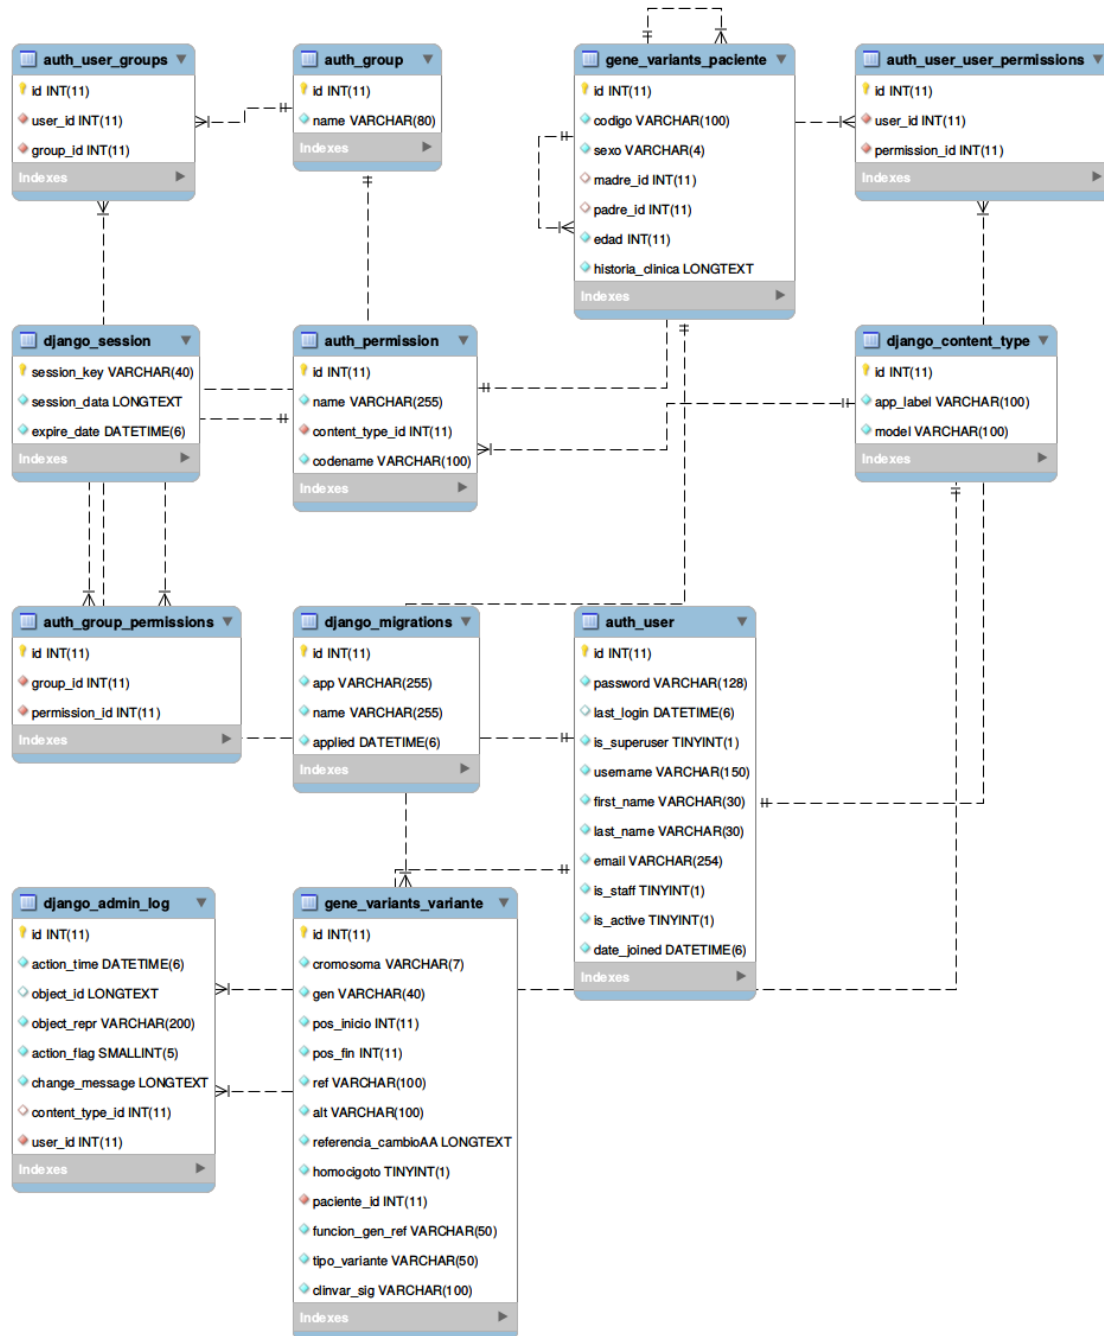 auth_user_groups
id INT(11)
user_id INT(11)
group_id INT(11)
Indexes
auth_group
id INT(11)
name VARCHAR(80)
Indexes
gene_variants_paciente
id INT(11)
codigo VARCHAR(100)
sexo VARCHAR(4)
madre_id INT(11)
padre_id INT(11)
edad INT(11)
historia_clinica LONGTEXT
Indexes
auth_user_user_permissions
id INT(11)
user_id INT(11)
permission_id INT(11)
Indexes
django_session
session_key VARCHAR(40)
session_data LONGTEXT
expire_date DATETIME(6)
Indexes
auth_permission
id INT(11)
name VARCHAR(255)
content_type_id INT(11)
codename VARCHAR(100)
Indexes
django_content_type
id INT(11)
app_label VARCHAR(100)
model VARCHAR(100)
Indexes
auth_group_permissions
id INT(11)
group_id INT(11)
permission_id INT(11)
Indexes
django_migrations
id INT(11)
app VARCHAR(255)
name VARCHAR(255)
applied DATETIME(6)
Indexes
auth_user
id INT(11)
password VARCHAR(128)
last_login DATETIME(6)
is_superuser TINYINT(1)
username VARCHAR(150)
first_name VARCHAR(30)
last_name VARCHAR(30)
email VARCHAR(254)
is_staff TINYINT(1)
is_active TINYINT(1)
date_joined DATETIME(6)
Indexes
django_admin_log
id INT(11)
action_time DATETIME(6)
object_id LONGTEXT
object_repr VARCHAR(200)
action_flag SMALLINT(5)
change_message LONGTEXT
content_type_id INT(11)
user_id INT(11)
Indexes
gene_variants_variante
id INT(11)
cromosoma VARCHAR(7)
gen VARCHAR(40)
pos_inicio INT(11)
pos_fin INT(11)
ref VARCHAR(100)
alt VARCHAR(100)
referencia_cambioAA LONGTEXT
homocigoto TINYINT(1)
paciente_id INT(11)
funcion_gen_ref VARCHAR(50)
tipo_variante VARCHAR(50)
clinvar_sig VARCHAR(100)
Indexes